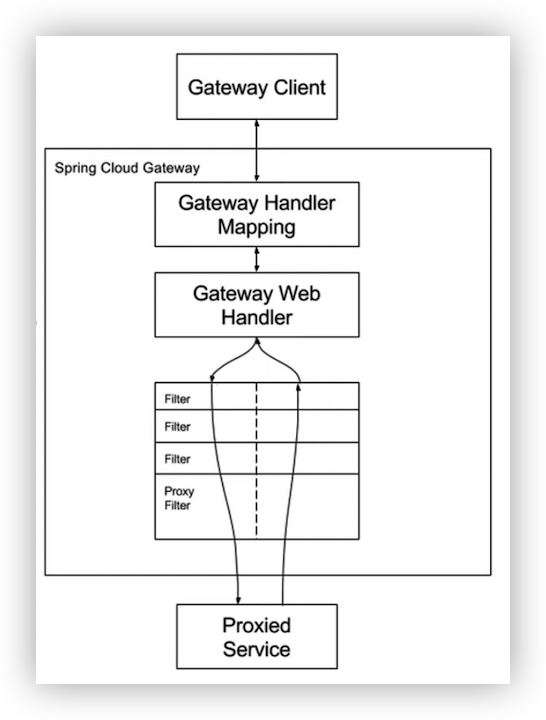 Gateway Client
Spring Cloud Gateway
Gateway Handler
Mapping
Gateway Web
Handler
Filter
Filter
Filter
Proxy
Filter
Proxied
Service